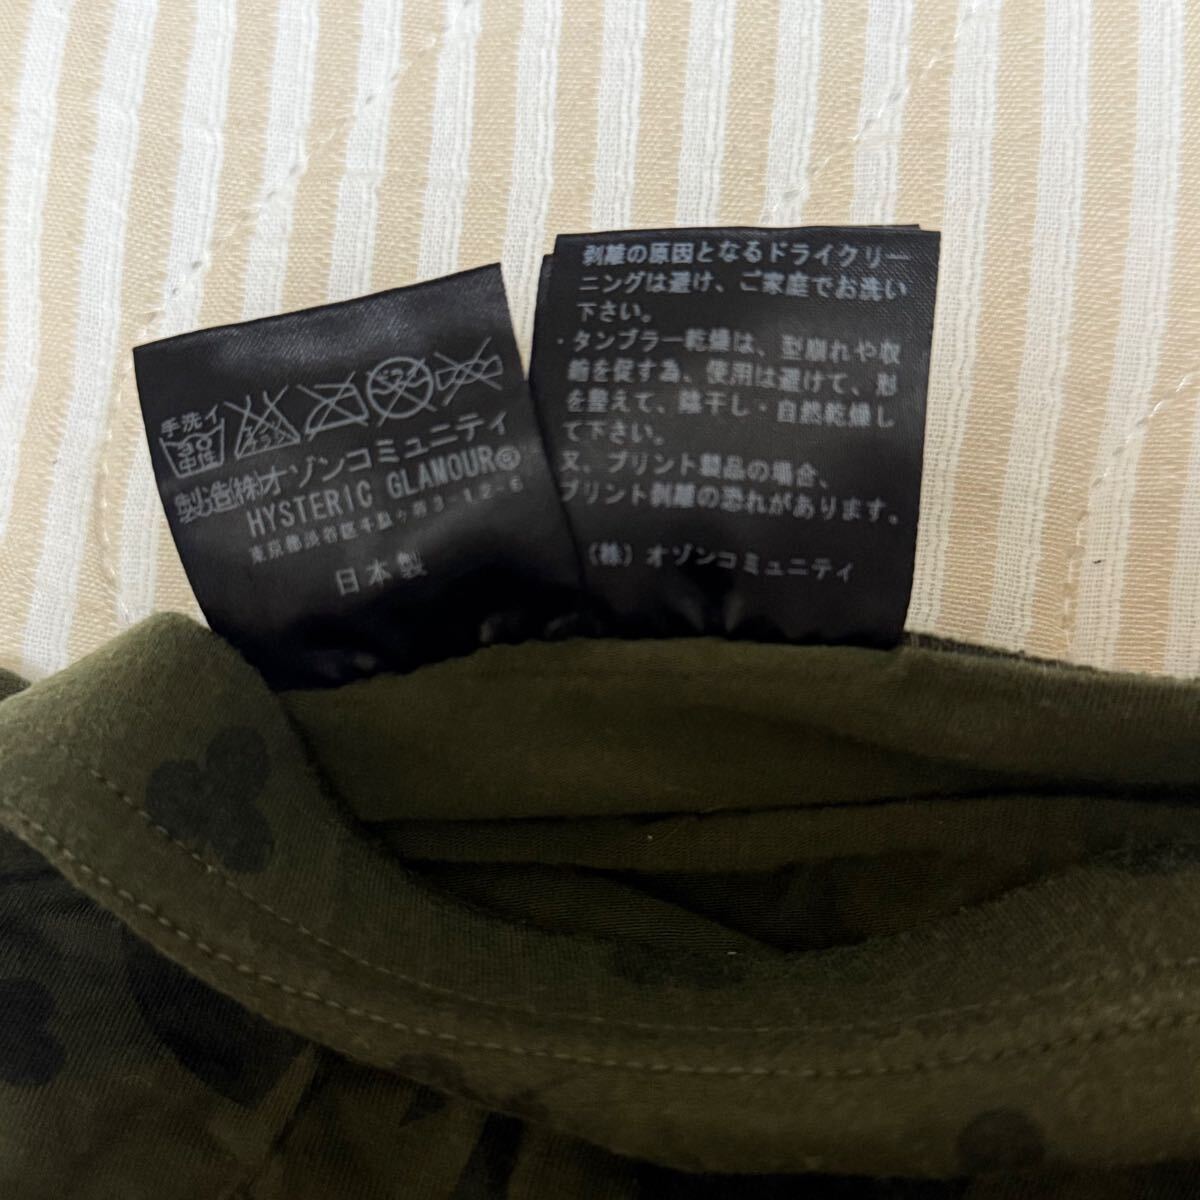 手洗イ
中性
エンソ
ドライ
製造(株)オゾンコミュニティ
HYSTERIC GLAMOUR®
東京都渋谷区千駄ヶ谷3-12-6
日本製
剥離の原因となるドライクリー
ニングは避け、ご家庭でお洗い
下さい。
・タンブラー乾燥は、型崩れや収
縮を促す為、使用は避けて、形
を整えて、陰干し・自然乾燥し
て下さい。
又、プリント製品の場合、
プリント剥離の恐れがあります。
(株)オゾンコミュニティ